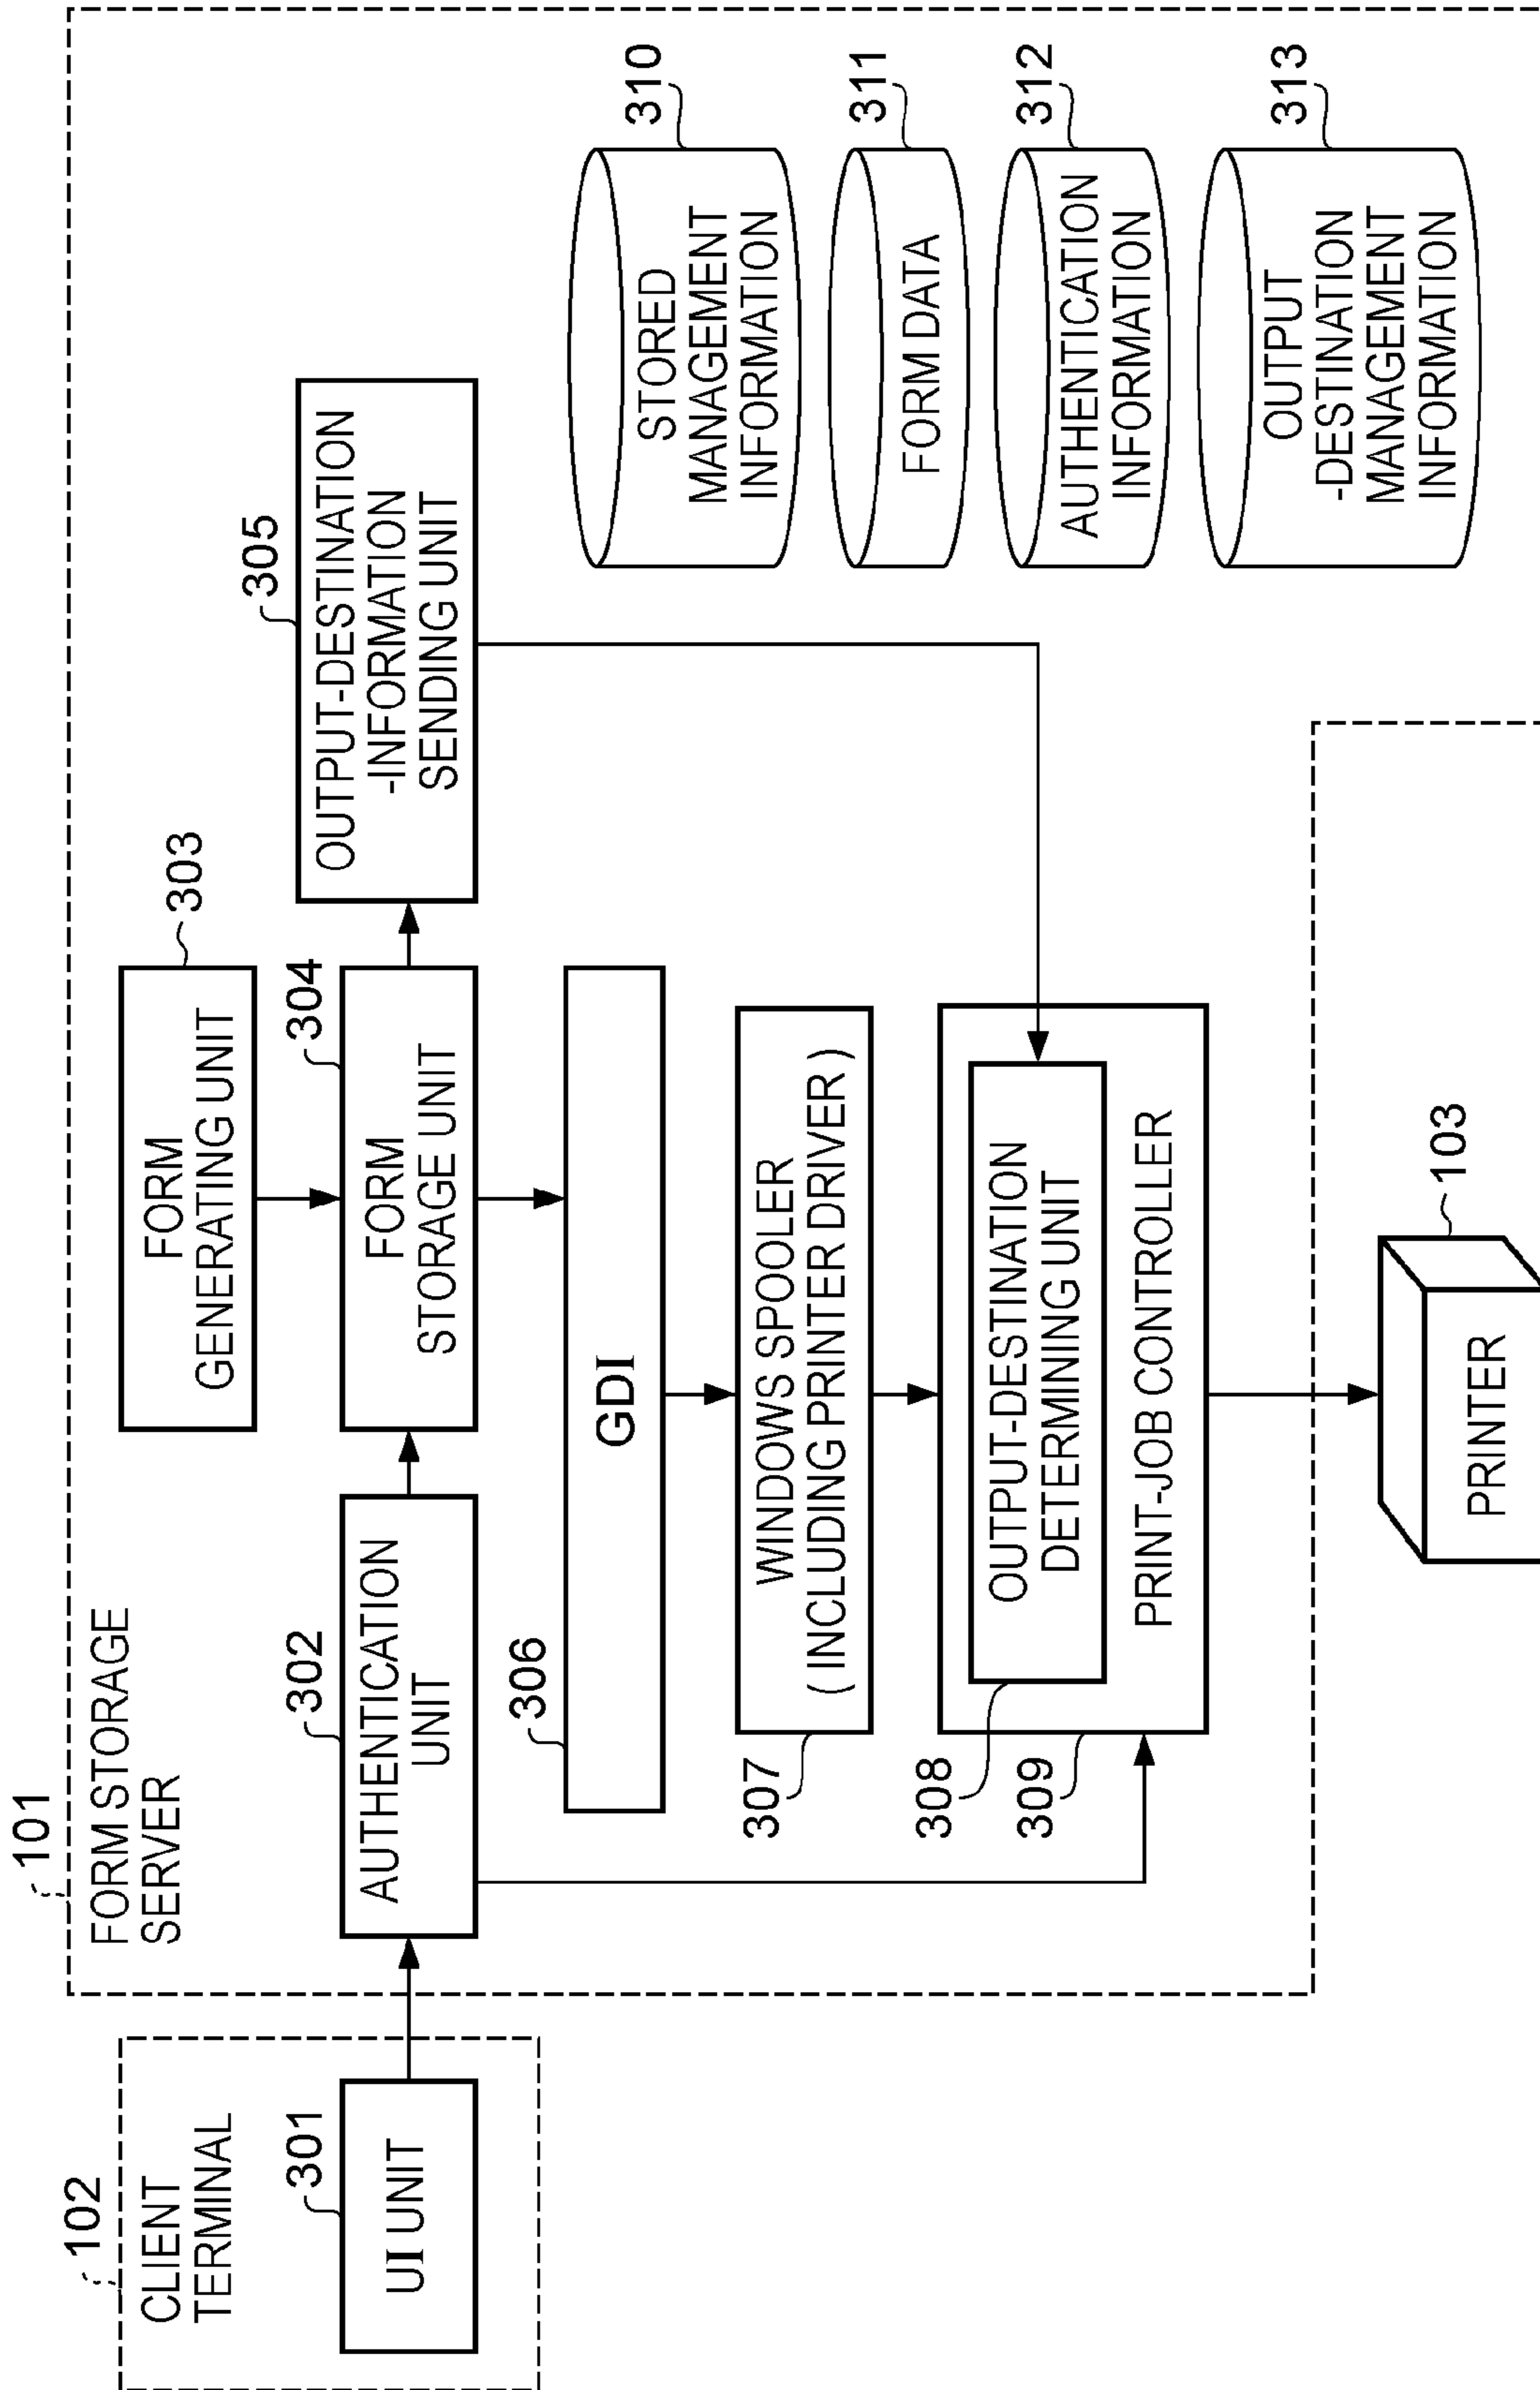 101
FORM STORAGE
SERVER
102
CLIENT
TERMINAL
301
UI UNIT
302
AUTHENTICATION
UNIT
303
FORM
GENERATING UNIT
304
FORM
STORAGE UNIT
305
OUTPUT-DESTINATION
-INFORMATION
SENDING UNIT
306
GDI
307
WINDOWS SPOOLER
( INCLUDING PRINTER DRIVER )
308
OUTPUT-DESTINATION
DETERMINING UNIT
309
PRINT-JOB CONTROLLER
103
PRINTER
310
STORED
MANAGEMENT
INFORMATION
311
FORM DATA
312
AUTHENTICATION
INFORMATION
313
OUTPUT
-DESTINATION
MANAGEMENT
INFORMATION